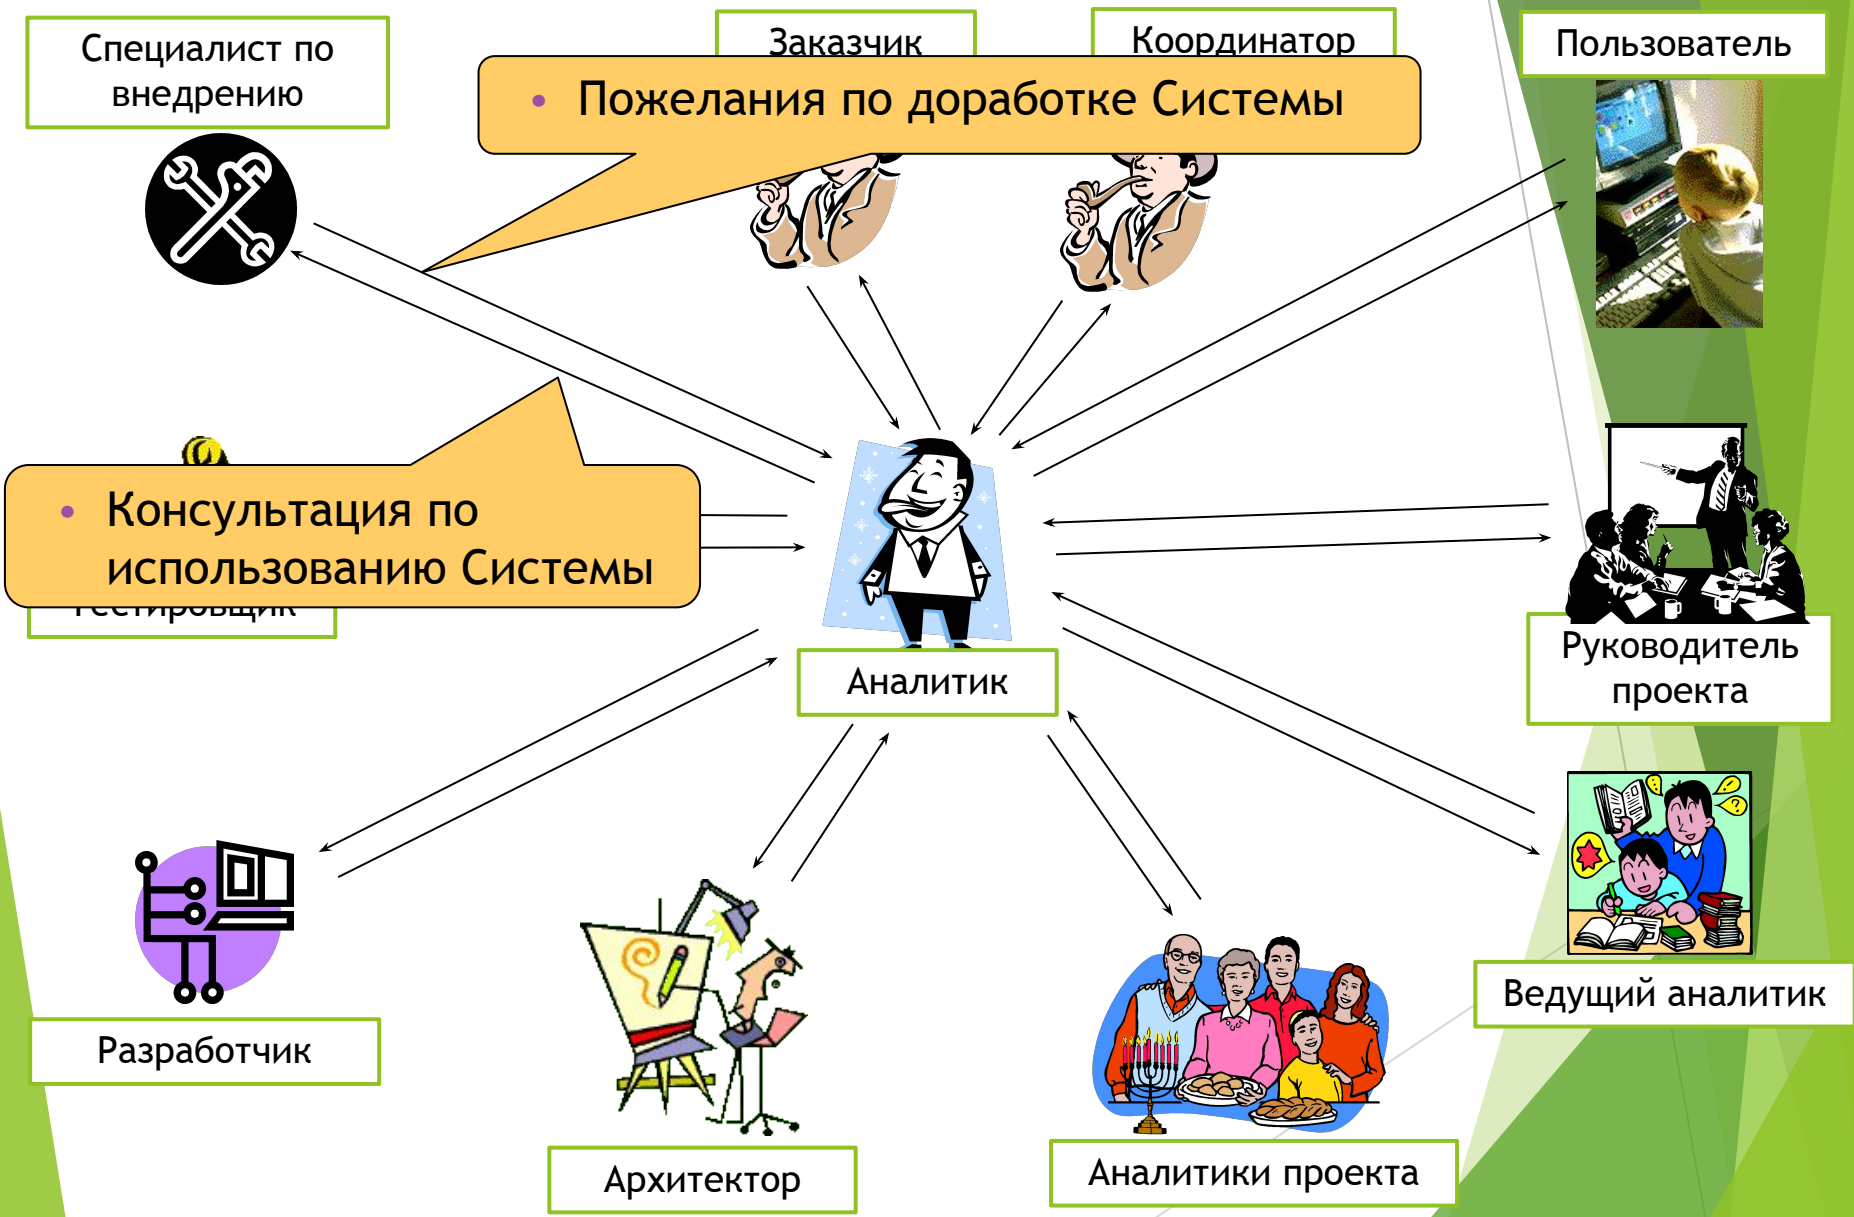 Специалист по
внедрению
Заказчик
Координатор
Пользователь
• Пожелания по доработке Системы
• Консультация по
использованию Системы
Тестировщик
Аналитик
Руководитель
проекта
Ведущий аналитик
Разработчик
Архитектор
Аналитики проекта